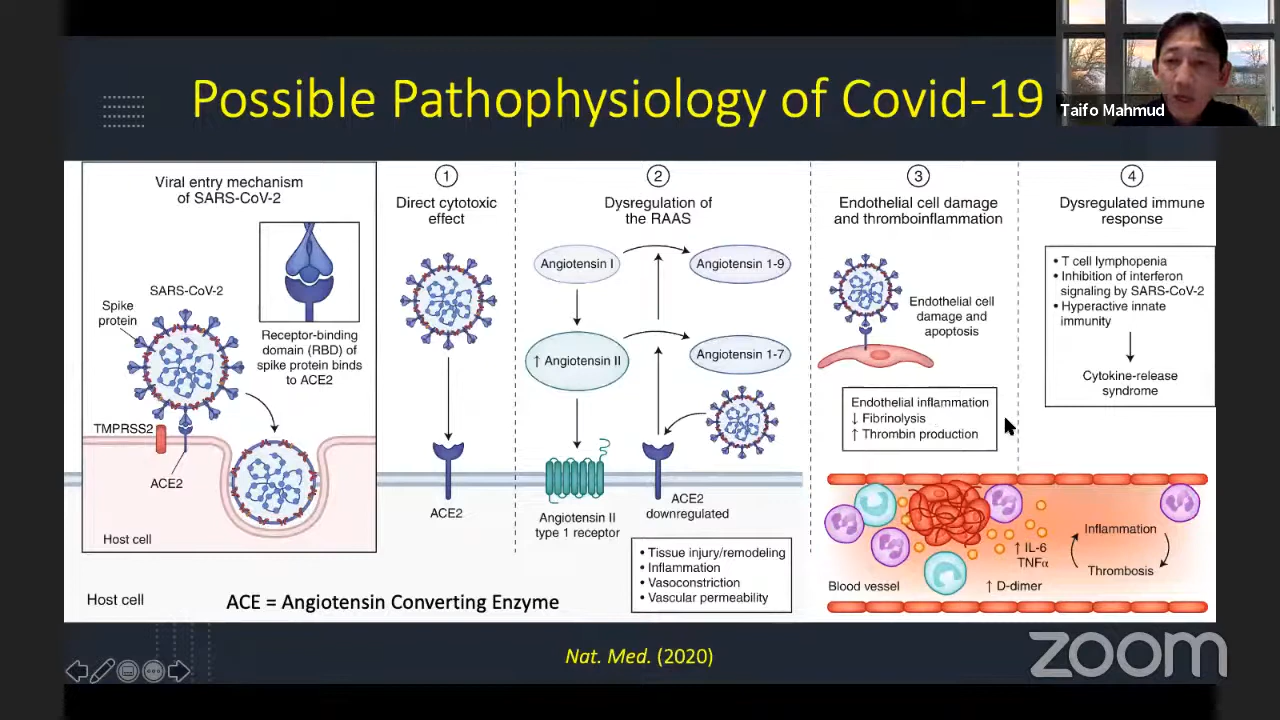 Possible Pathophysiology of Covid-19
Taifo Mahmud
Viral entry mechanism
of SARS-CoV-2
SARS-CoV-2
Spike
protein
Receptor-binding
domain (RBD) of
spike protein binds
to ACE2
TMPRSS2
ACE2
Host cell
Host cell
ACE = Angiotensin Converting Enzyme
1
Direct cytotoxic
effect
ACE2
2
Dysregulation of
the RAAS
Angiotensin I
Angiotensin 1-9
↑ Angiotensin II
Angiotensin 1-7
Angiotensin II
type 1 receptor
ACE2
downregulated
• Tissue injury/remodeling
• Inflammation
• Vasoconstriction
• Vascular permeability
3
Endothelial cell damage
and thromboinflammation
Endothelial cell
damage and
apoptosis
Endothelial inflammation
↓ Fibrinolysis
↑ Thrombin production
4
Dysregulated immune
response
• T cell lymphopenia
• Inhibition of interferon
signaling by SARS-CoV-2
• Hyperactive innate
immunity
Cytokine-release
syndrome
Blood vessel
↑ IL-6
TNFα
↑ D-dimer
Inflammation
Thrombosis
Nat. Med. (2020)
zoom